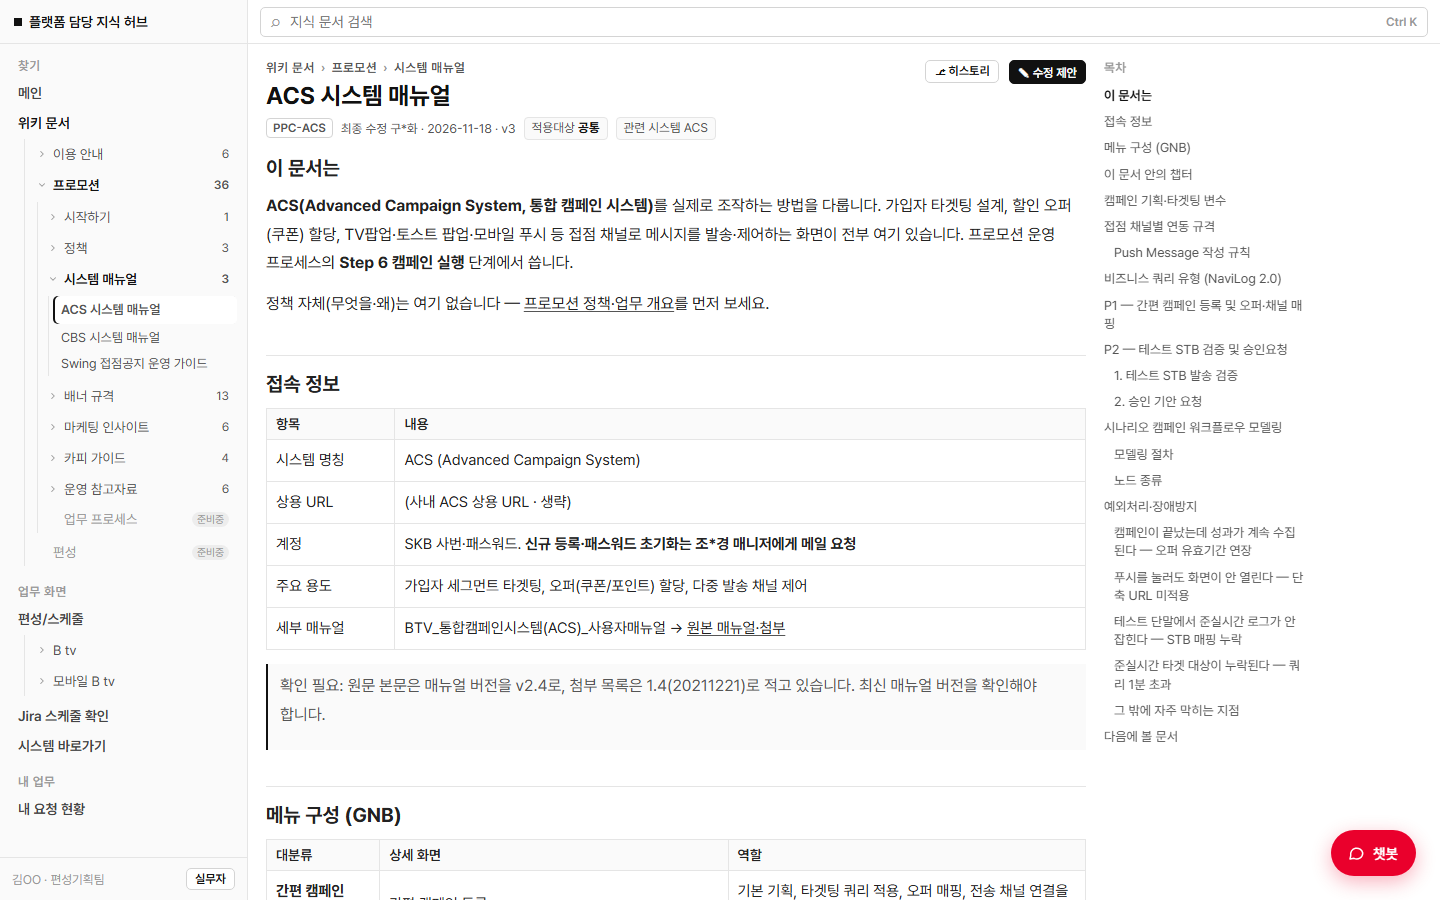 플랫폼 담당 지식 허브
지식 문서 검색
Ctrl K
찾기
메인
위키 문서
이용 안내 6
프로모션 36
시작하기 1
정책 3
시스템 매뉴얼 3
ACS 시스템 매뉴얼
CBS 시스템 매뉴얼
Swing 접점공지 운영 가이드
배너 규격 13
마케팅 인사이트 6
카피 가이드 4
운영 참고자료 6
업무 프로세스 준비중
편성 준비중
업무 화면
편성/스케줄
B tv
모바일 B tv
Jira 스케줄 확인
시스템 바로가기
내 업무
내 요청 현황
김OO · 편성기획팀 실무자
위키 문서 › 프로모션 › 시스템 매뉴얼
히스토리
수정 제안
ACS 시스템 매뉴얼
PPC-ACS 최종 수정 구*화 · 2026-11-18 · v3 적용대상 공통 관련 시스템 ACS
이 문서는
ACS(Advanced Campaign System, 통합 캠페인 시스템)를 실제로 조작하는 방법을 다룹니다. 가입자 타겟팅 설계, 할인 오퍼
(쿠폰) 할당, TV팝업·토스트 팝업·모바일 푸시 등 접점 채널로 메시지를 발송·제어하는 화면이 전부 여기 있습니다. 프로모션 운영
프로세스의 Step 6 캠페인 실행 단계에서 씁니다.
정책 자체(무엇을·왜)는 여기 없습니다 — 프로모션 정책·업무 개요를 먼저 보세요.
접속 정보
항목 내용
시스템 명칭 ACS (Advanced Campaign System)
상용 URL (사내 ACS 상용 URL · 생략)
계정 SKB 사번·패스워드. 신규 등록·패스워드 초기화는 조*경 매니저에게 메일 요청
주요 용도 가입자 세그먼트 타겟팅, 오퍼(쿠폰/포인트) 할당, 다중 발송 채널 제어
세부 매뉴얼 BTV_통합캠페인시스템(ACS)_사용자매뉴얼 → 원본 매뉴얼·첨부
확인 필요: 원문 본문은 매뉴얼 버전을 v2.4로, 첨부 목록은 1.4(20211221)로 적고 있습니다. 최신 매뉴얼 버전을 확인해야
합니다.
메뉴 구성 (GNB)
대분류 상세 화면 역할
간편 캠페인 기본 기획, 타겟팅 쿼리 적용, 오퍼 매핑, 전송 채널 연결을
목차
이 문서는
접속 정보
메뉴 구성 (GNB)
이 문서 안의 챕터
캠페인 기획·타겟팅 변수
접점 채널별 연동 규격
Push Message 작성 규칙
비즈니스 쿼리 유형 (NaviLog 2.0)
P1 — 간편 캠페인 등록 및 오퍼·채널 매
핑
P2 — 테스트 STB 검증 및 승인요청
1. 테스트 STB 발송 검증
2. 승인 기안 요청
시나리오 캠페인 워크플로우 모델링
모델링 절차
노드 종류
예외처리·장애방지
캠페인이 끝났는데 성과가 계속 수집
된다 — 오퍼 유효기간 연장
푸시를 눌러도 화면이 안 열린다 — 단
축 URL 미적용
테스트 단말에서 준실시간 로그가 안
잡힌다 — STB 매핑 누락
준실시간 타겟 대상이 누락된다 — 쿼
리 1분 초과
그 밖에 자주 막히는 지점
다음에 볼 문서
챗봇